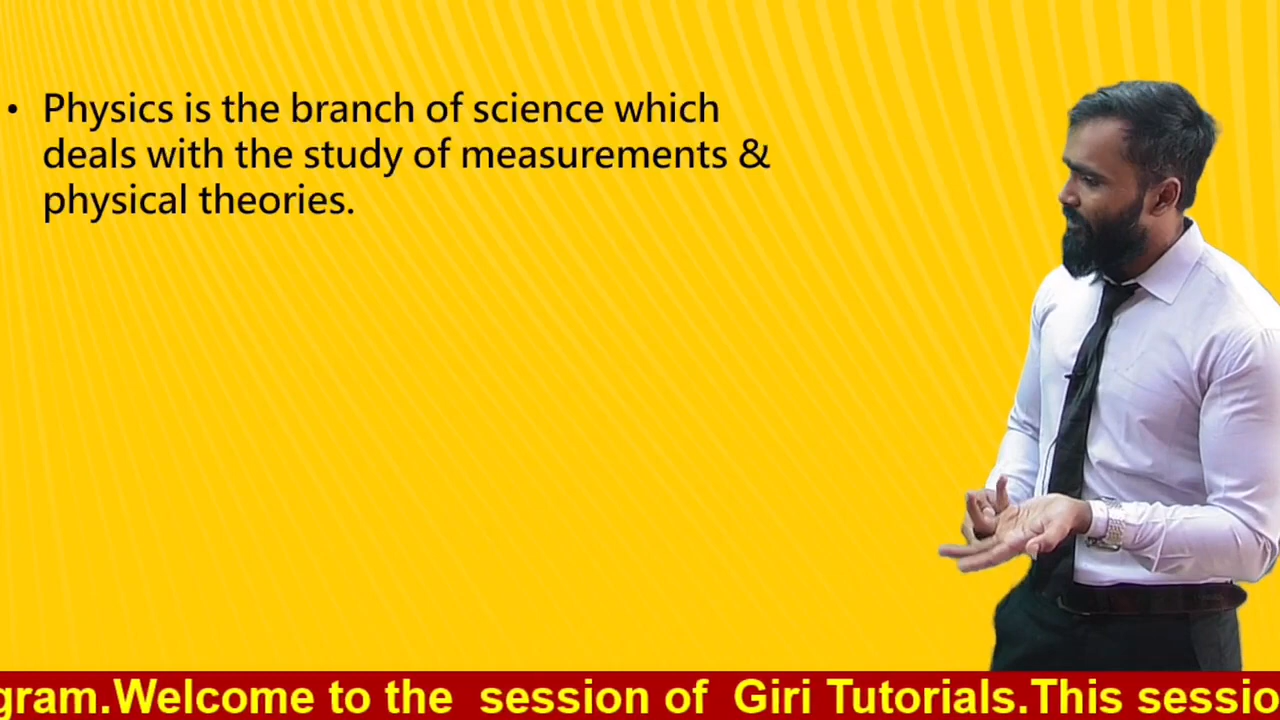 • Physics is the branch of science which
deals with the study of measurements &
physical theories.
gram.Welcome to the  session of  Giri Tutorials.This sessio